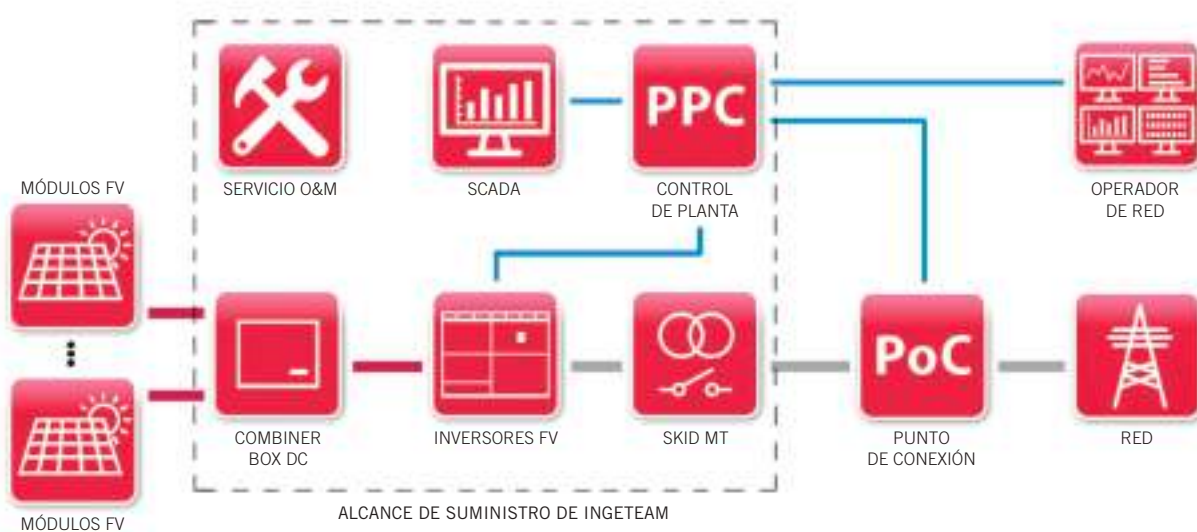 PPC
SERVICIO O&M
SCADA
CONTROL
DE PLANTA
OPERADOR
DE RED
MÓDULOS FV
PoC
COMBINER
BOX DC
INVERSORES FV
SKID MT
PUNTO
DE CONEXIÓN
RED
MÓDULOS FV
ALCANCE DE SUMINISTRO DE INGETEAM